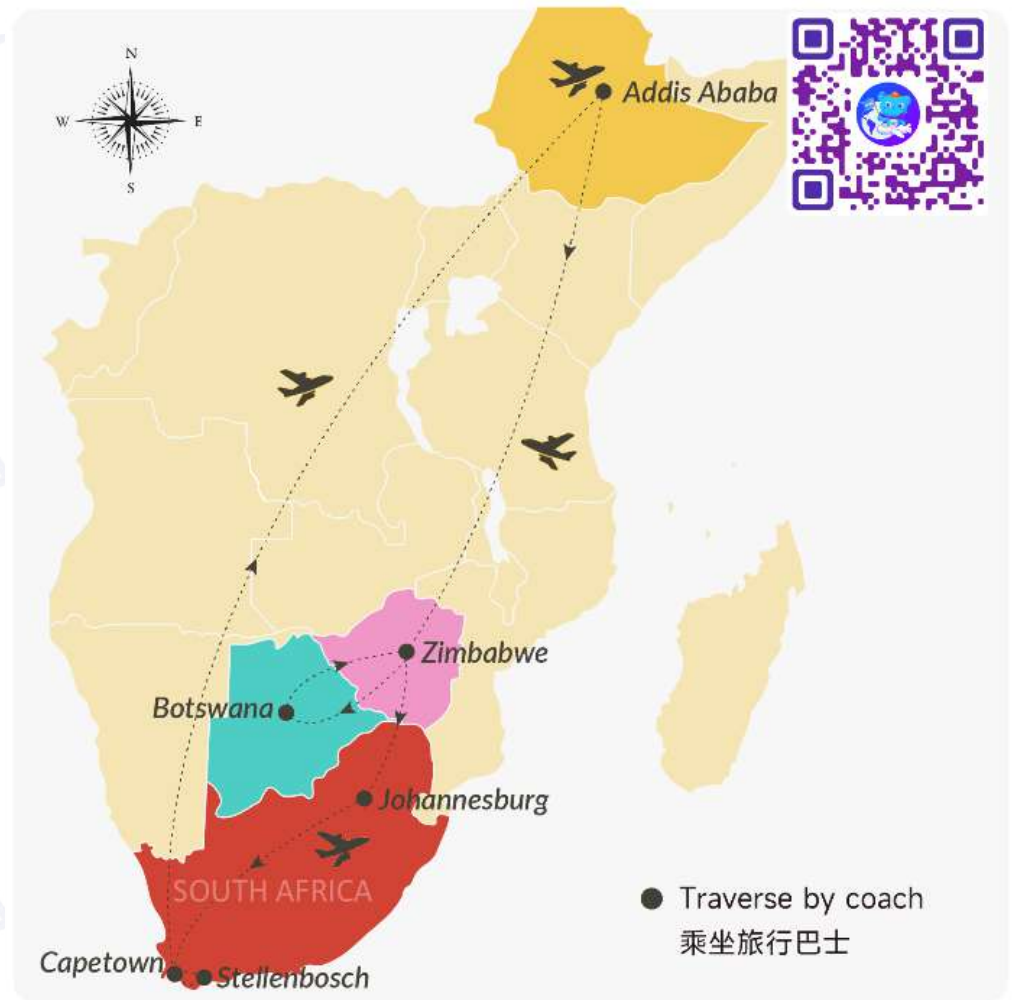 N
W
E
S
Addis Ababa
Zimbabwe
Botswana
Johannesburg
SOUTH AFRICA
Capetown
Stellenbosch
Traverse by coach
乘坐旅行巴士